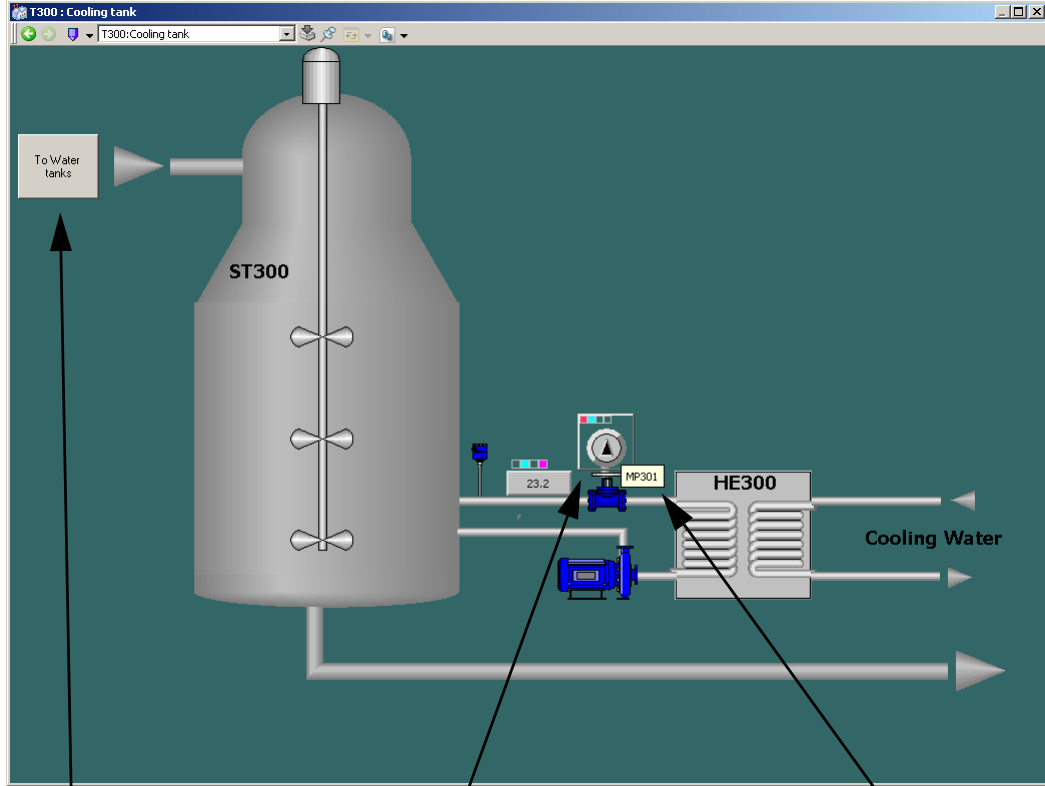 T300 : Cooling tank
T300:Cooling tank
To Water
tanks
ST300
23.2
MP301
HE300
Cooling Water